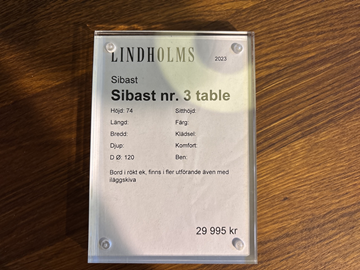 LINDHOLMS 2023
Sibast
Sibast nr. 3 table
Höjd: 74 Sitthöjd
Längd: Färg:
Bredd: Klädsel:
Djup: Komfort
D Ø: 120 Ben:
Bord i rökt ek, finns i fler utförande även med
iläggskiva
29 995 kr